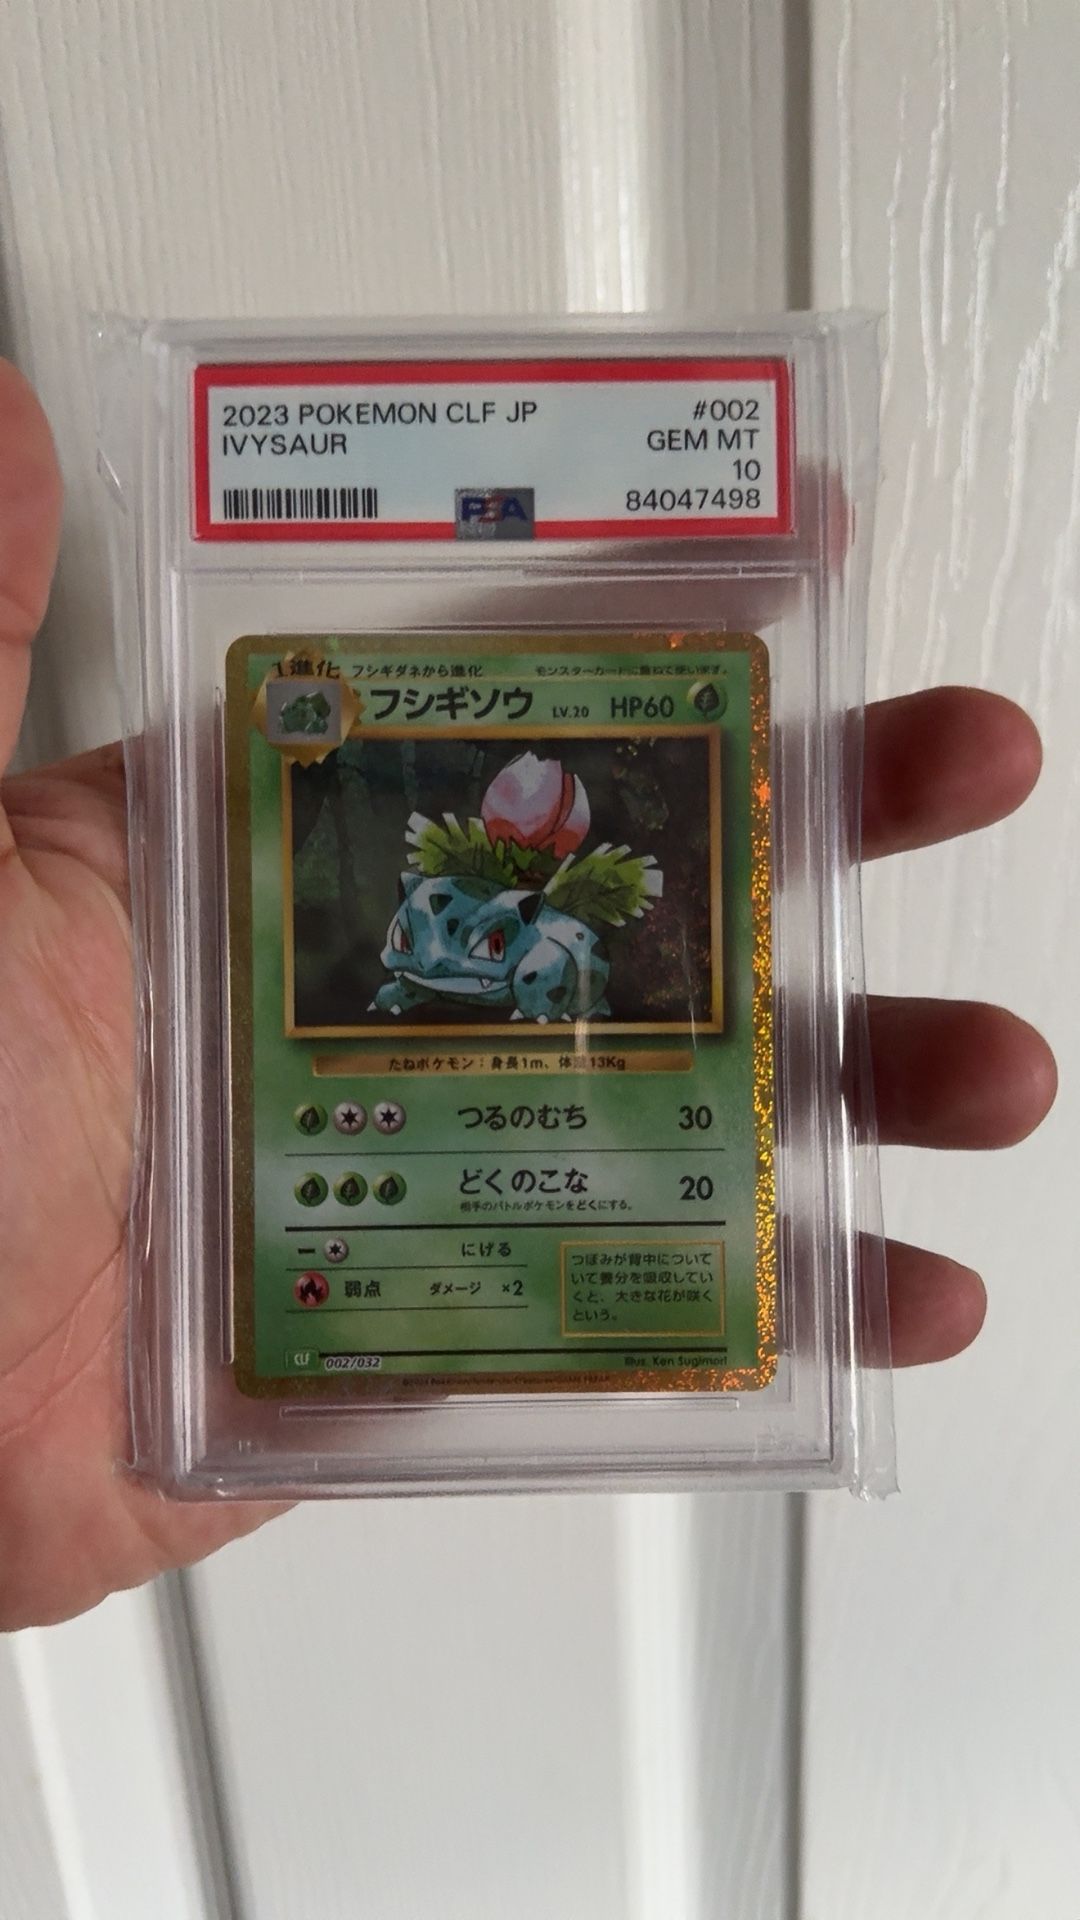 2023 POKEMON CLF JP #002
IVYSAUR GEM MT
10
84047498
PSA
1進化 フシギダネから進化 モンスターカードに重ねて使います。
フシギソウ LV.20 HP60
たねポケモン：身長1m、体重13Kg
つるのむち 30
どくのこな 20
相手のバトルポケモンをどくにする。
にげる
弱点 ダメージ ×2
つぼみが背中について
いて養分を吸収してい
くと、大きな花が咲く
という。
CLF 002/032 Illus. Ken Sugimori